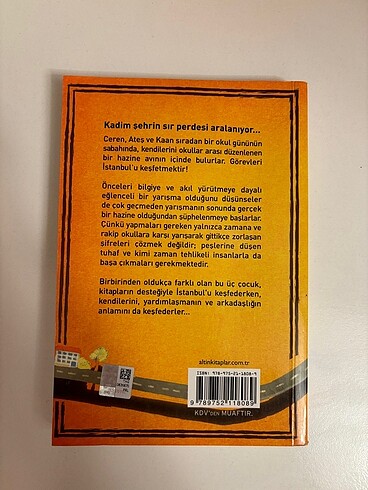 Kadim şehrin sır perdesi aralanıyor...
Ceren, Ateş ve Kaan sıradan bir okul gününün
sabahında, kendilerini okullar arası düzenlenen
bir hazine avının içinde bulurlar. Görevleri
İstanbul'u keşfetmektir!
Önceleri bilgiye ve akıl yürütmeye dayalı
eğlenceli bir yarışma olduğunu düşünseler
de çok geçmeden yarışmanın sonunda gerçek
bir hazine olduğundan şüphelenmeye başlarlar.
Çünkü yapmaları gereken yalnızca zamana ve
rakip okullara karşı yarışarak gittikçe zorlaşan
şifreleri çözmek değildir; peşlerine düşen
tuhaf ve kimi zaman tehlikeli insanlarla da
başa çıkmaları gerekmektedir.
Birbirinden oldukça farklı olan bu üç çocuk,
kitapların desteğiyle İstanbul'u keşfederken,
kendilerini, yardımlaşmanın ve arkadaşlığın
anlamını da keşfederler...
altinkitaplar.com.tr
ISBN: 978-975-21-1808-9
9 789752 118089
KDV'DEN MUAFTIR.